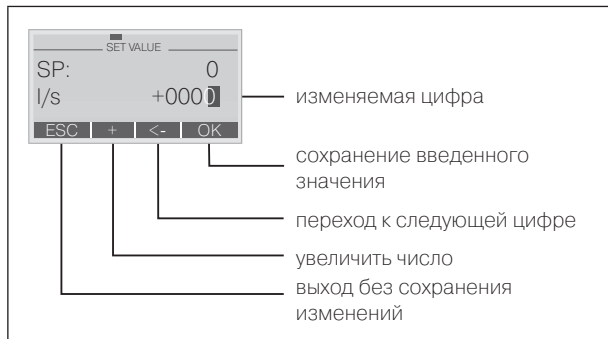 SET VALUE
SP: 0
l/s +0000
ESC + <- OK
изменяемая цифра
сохранение введенного
значения
переход к следующей цифре
увеличить число
выход без сохранения
изменений